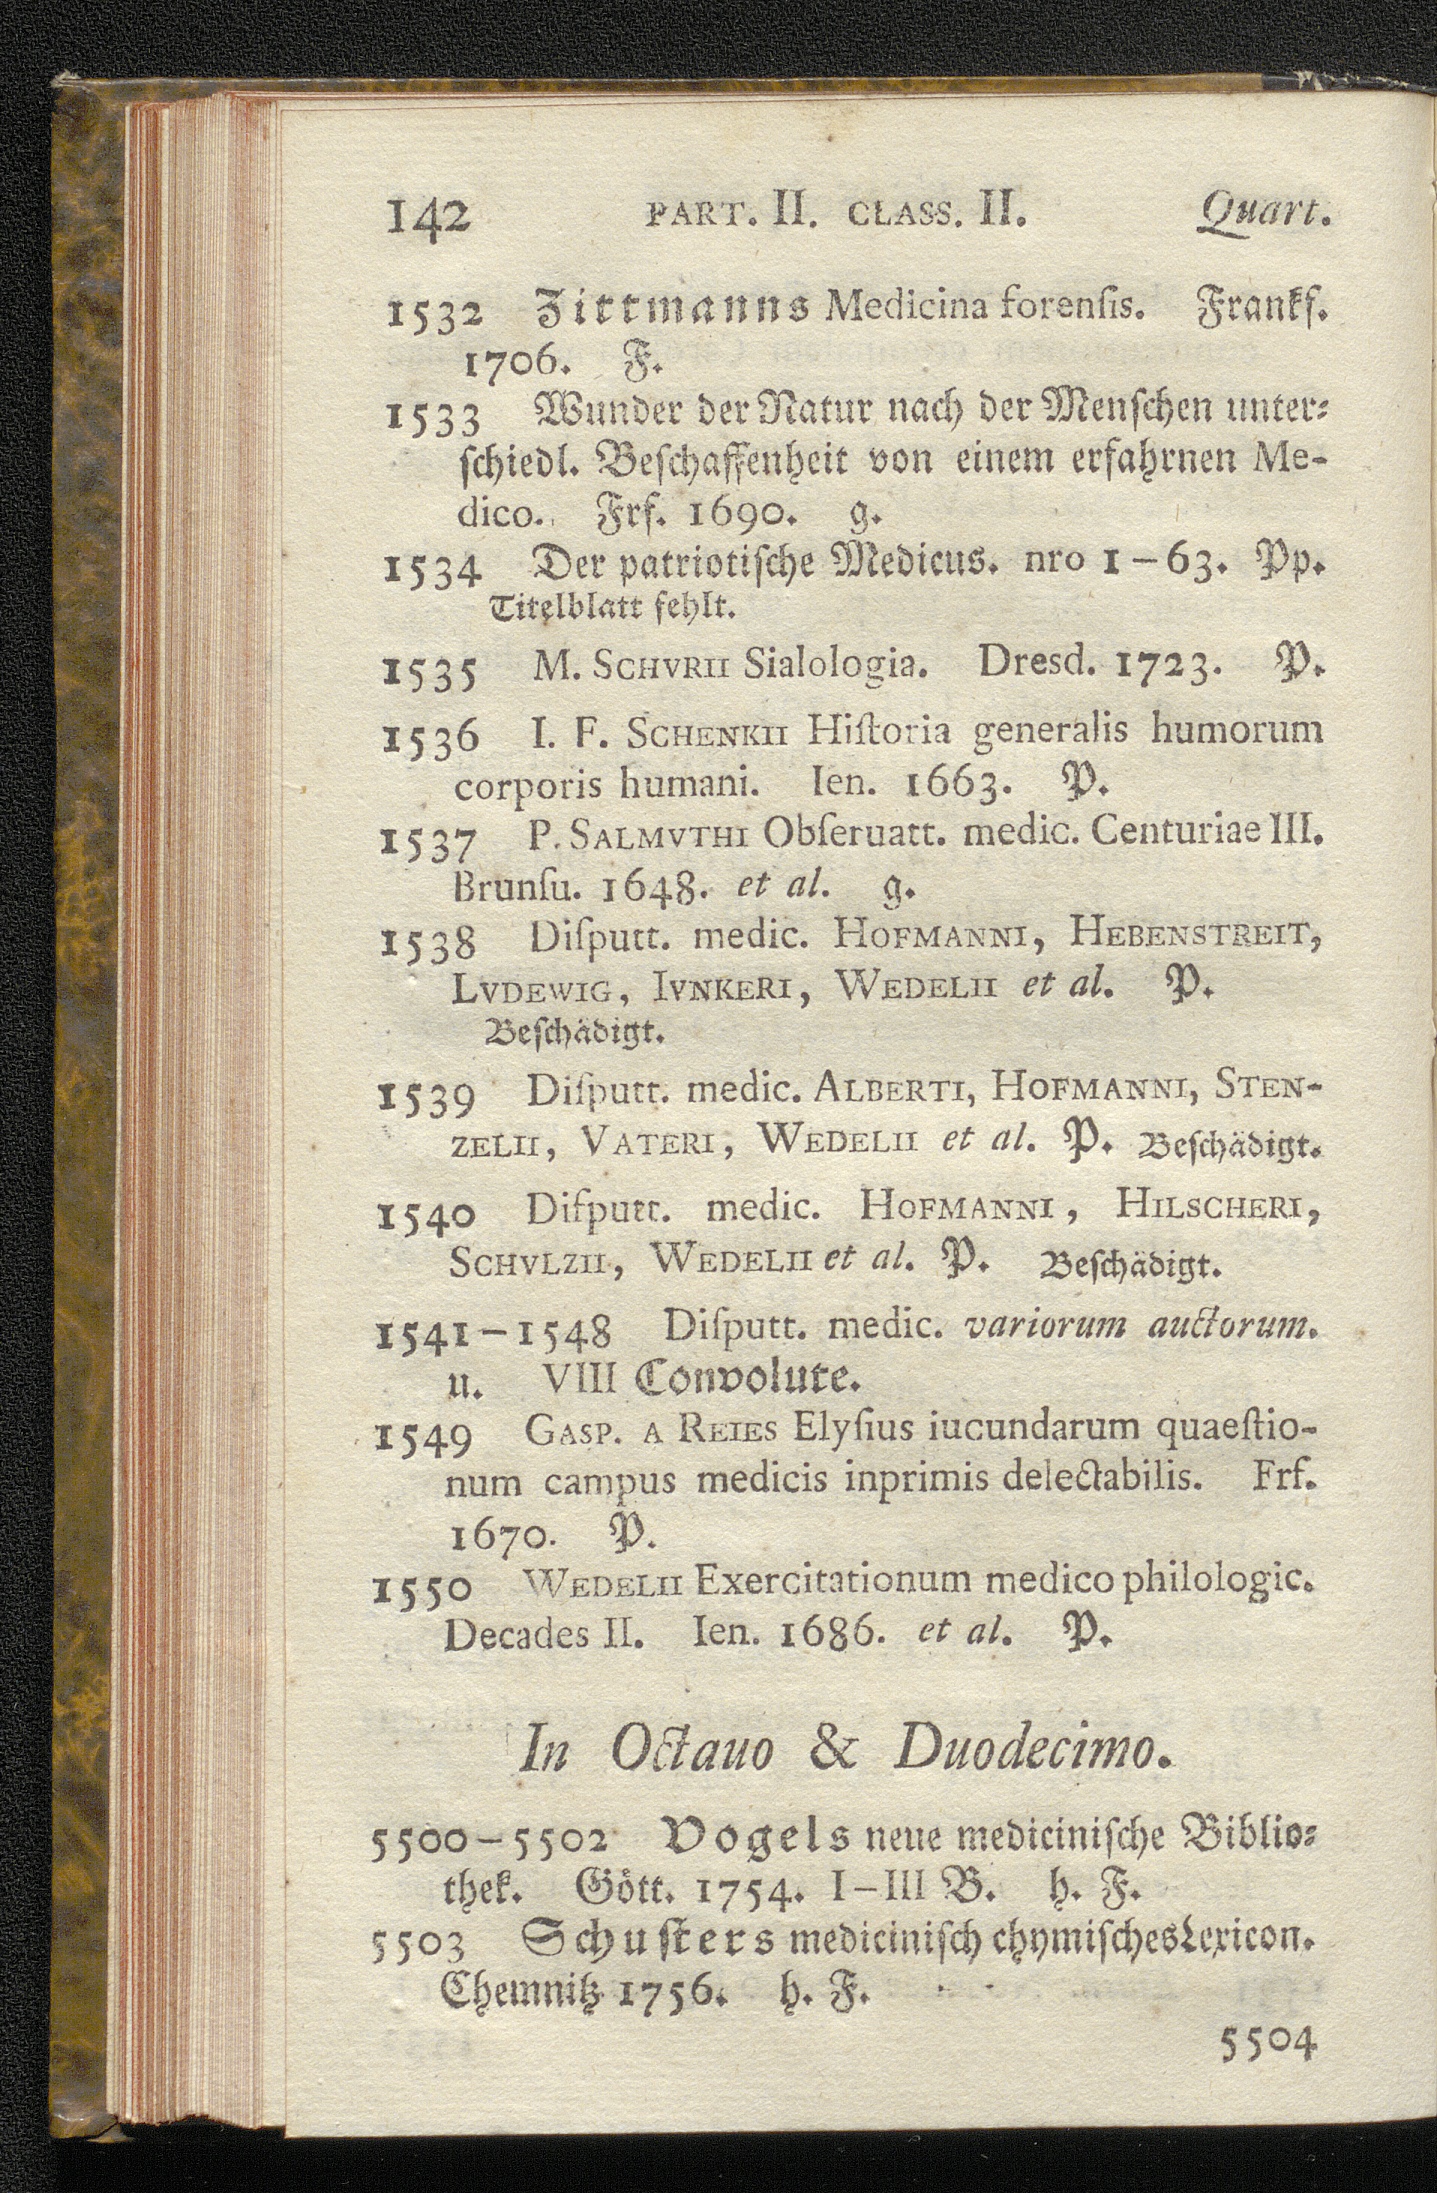 142 PART. II. CLASS. II. Quart.
1532 Zittmanns Medicina forenſis. Frankf.
1706. F.
1533 Wunder der Natur nach der Menſchen unter⸗
ſchiedl. Beſchaffenheit von einem erfahrnen Me-
dico. Frf. 1690. g.
1534 Der patriotiſche Medicus. nro 1–63. Pp.
Titelblatt fehlt.
1535 M. SCHVRII Sialologia. Dresd. 1723. P.
1536 I. F. SCHENKII Hiſtoria generalis humorum
corporis humani. Ien. 1663. P.
1537 P. SALMVTHI Obſeruatt. medic. Centuriae III.
Brunſu. 1648. et al. g.
1538 Diſputt. medic. HOFMANNI, HEBENSTREIT,
LVDEWIG, IVNKERI, WEDELII et al. P.
Beſchädigt.
1539 Diſputt. medic. ALBERTI, HOFMANNI, STEN-
ZELII, VATERI, WEDELII et al. P. Beſchädigt.
1540 Diſputt. medic. HOFMANNI, HILSCHERI,
SCHVLZII, WEDELII et al. P. Beſchädigt.
1541–1548 Diſputt. medic. variorum auctorum.
u. VIII Convolute.
1549 GASP. A REIES Elyſius iucundarum quaeſtio-
num campus medicis inprimis delectabilis. Frf.
1670. P.
1550 WEDELII Exercitationum medico philologic.
Decades II. Ien. 1686. et al. P.
In Octauo & Duodecimo.
5500–5502 Vogels neue mediciniſche Biblio⸗
thek. Gött. 1754. I–III B. h. F.
5503 Schuſters mediciniſch chymiſches Lexicon.
Chemnitz 1756. h. F.
5504